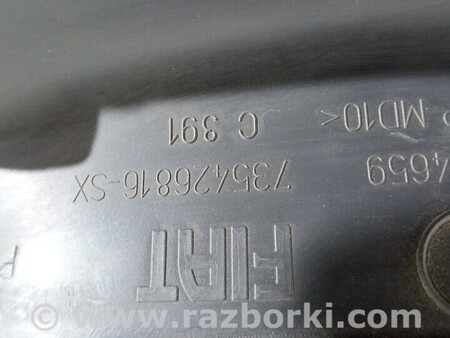 FIAT
4659 735426816-SX
P MD10< C 391
© www.razborki.com